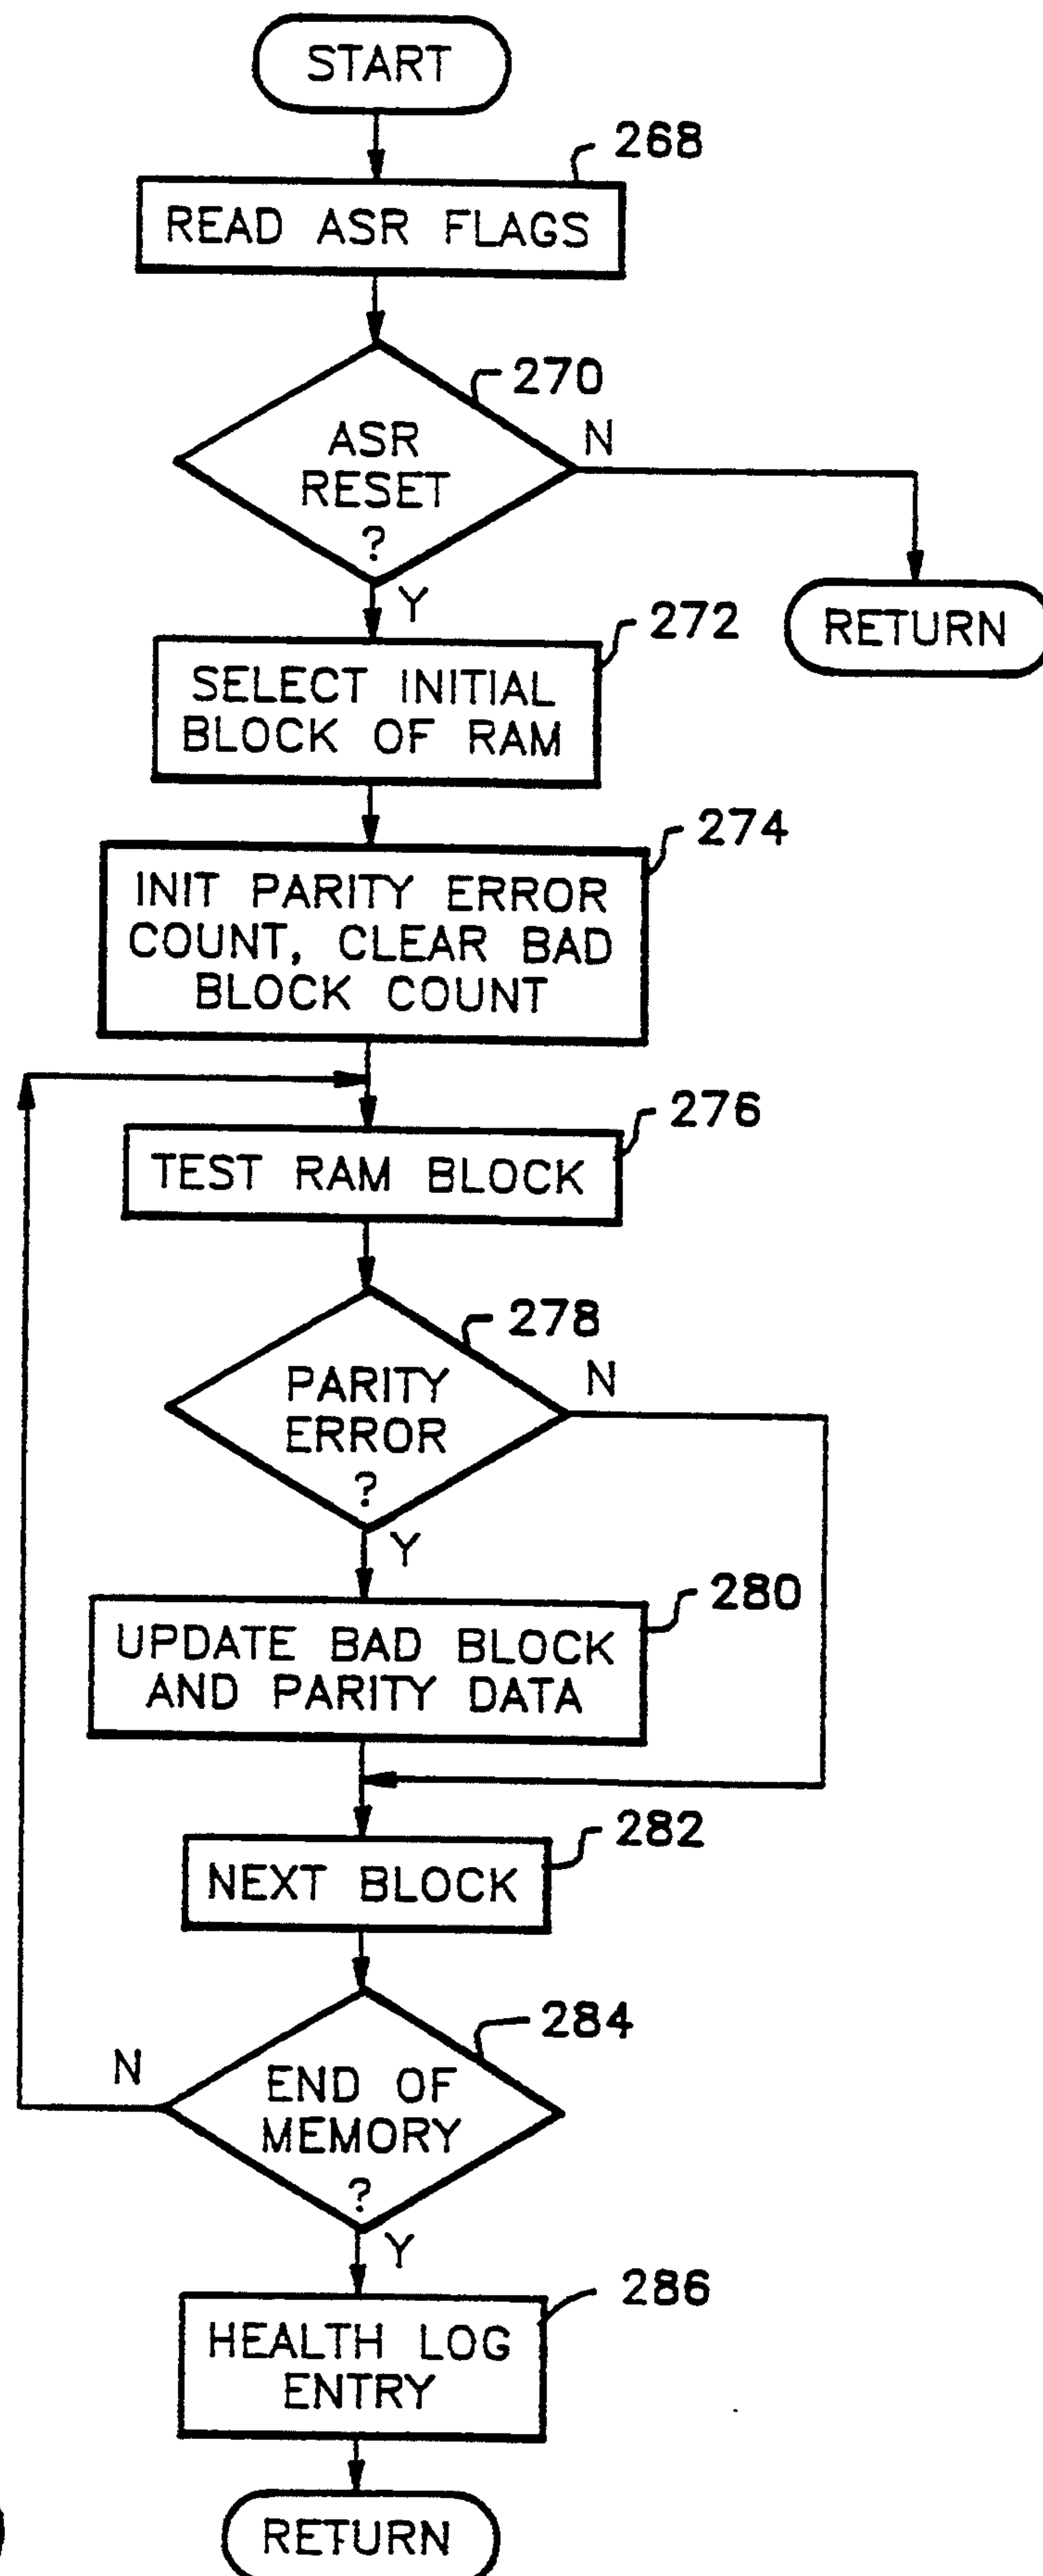 START
268
READ ASR FLAGS
270
ASR
RESET
?
N
Y
RETURN
272
SELECT INITIAL
BLOCK OF RAM
274
INIT PARITY ERROR
COUNT, CLEAR BAD
BLOCK COUNT
276
TEST RAM BLOCK
278
PARITY
ERROR
?
N
Y
280
UPDATE BAD BLOCK
AND PARITY DATA
282
NEXT BLOCK
284
END OF
MEMORY
?
N
Y
286
HEALTH LOG
ENTRY
RETURN